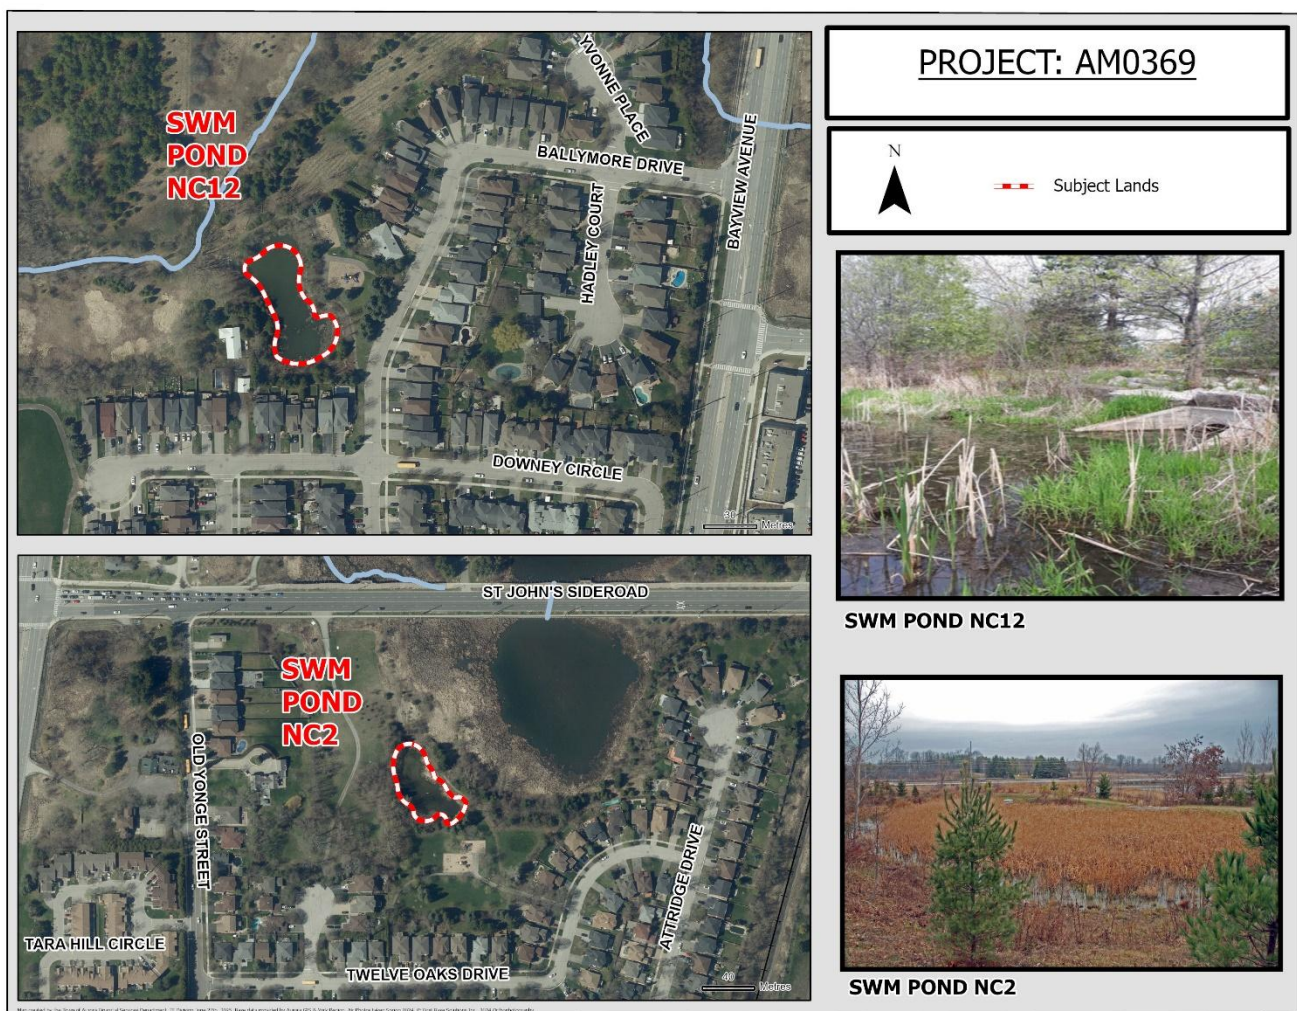 SWM
POND
NC12
YVONNE PLACE
BALLYMORE DRIVE
HADLEY COURT
BAYVIEW AVENUE
DOWNEY CIRCLE
30
Metres
ST JOHN'S SIDEROAD
SWM
POND
NC2
OLD YONGE STREET
ATTRIDGE DRIVE
TARA HILL CIRCLE
TWELVE OAKS DRIVE
40
Metres
PROJECT: AM0369
N
Subject Lands
SWM POND NC12
SWM POND NC2